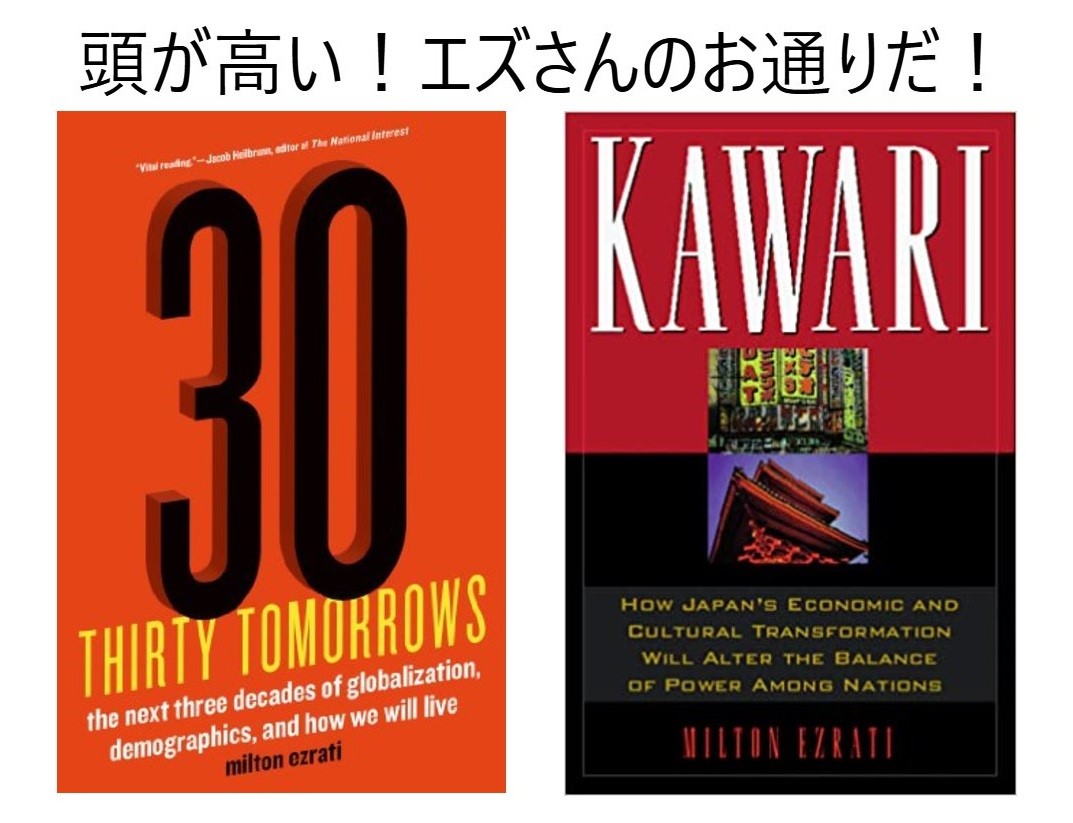 頭が高い！エズさんのお通りだ！
"Vital reading."—Jacob Heilbrunn, editor of The National Interest
30
THIRTY TOMORROWS
the next three decades of globalization,
demographics, and how we will live
milton ezrati
KAWARI
HOW JAPAN'S ECONOMIC AND
CULTURAL TRANSFORMATION
WILL ALTER THE BALANCE
OF POWER AMONG NATIONS
MILTON EZRATI